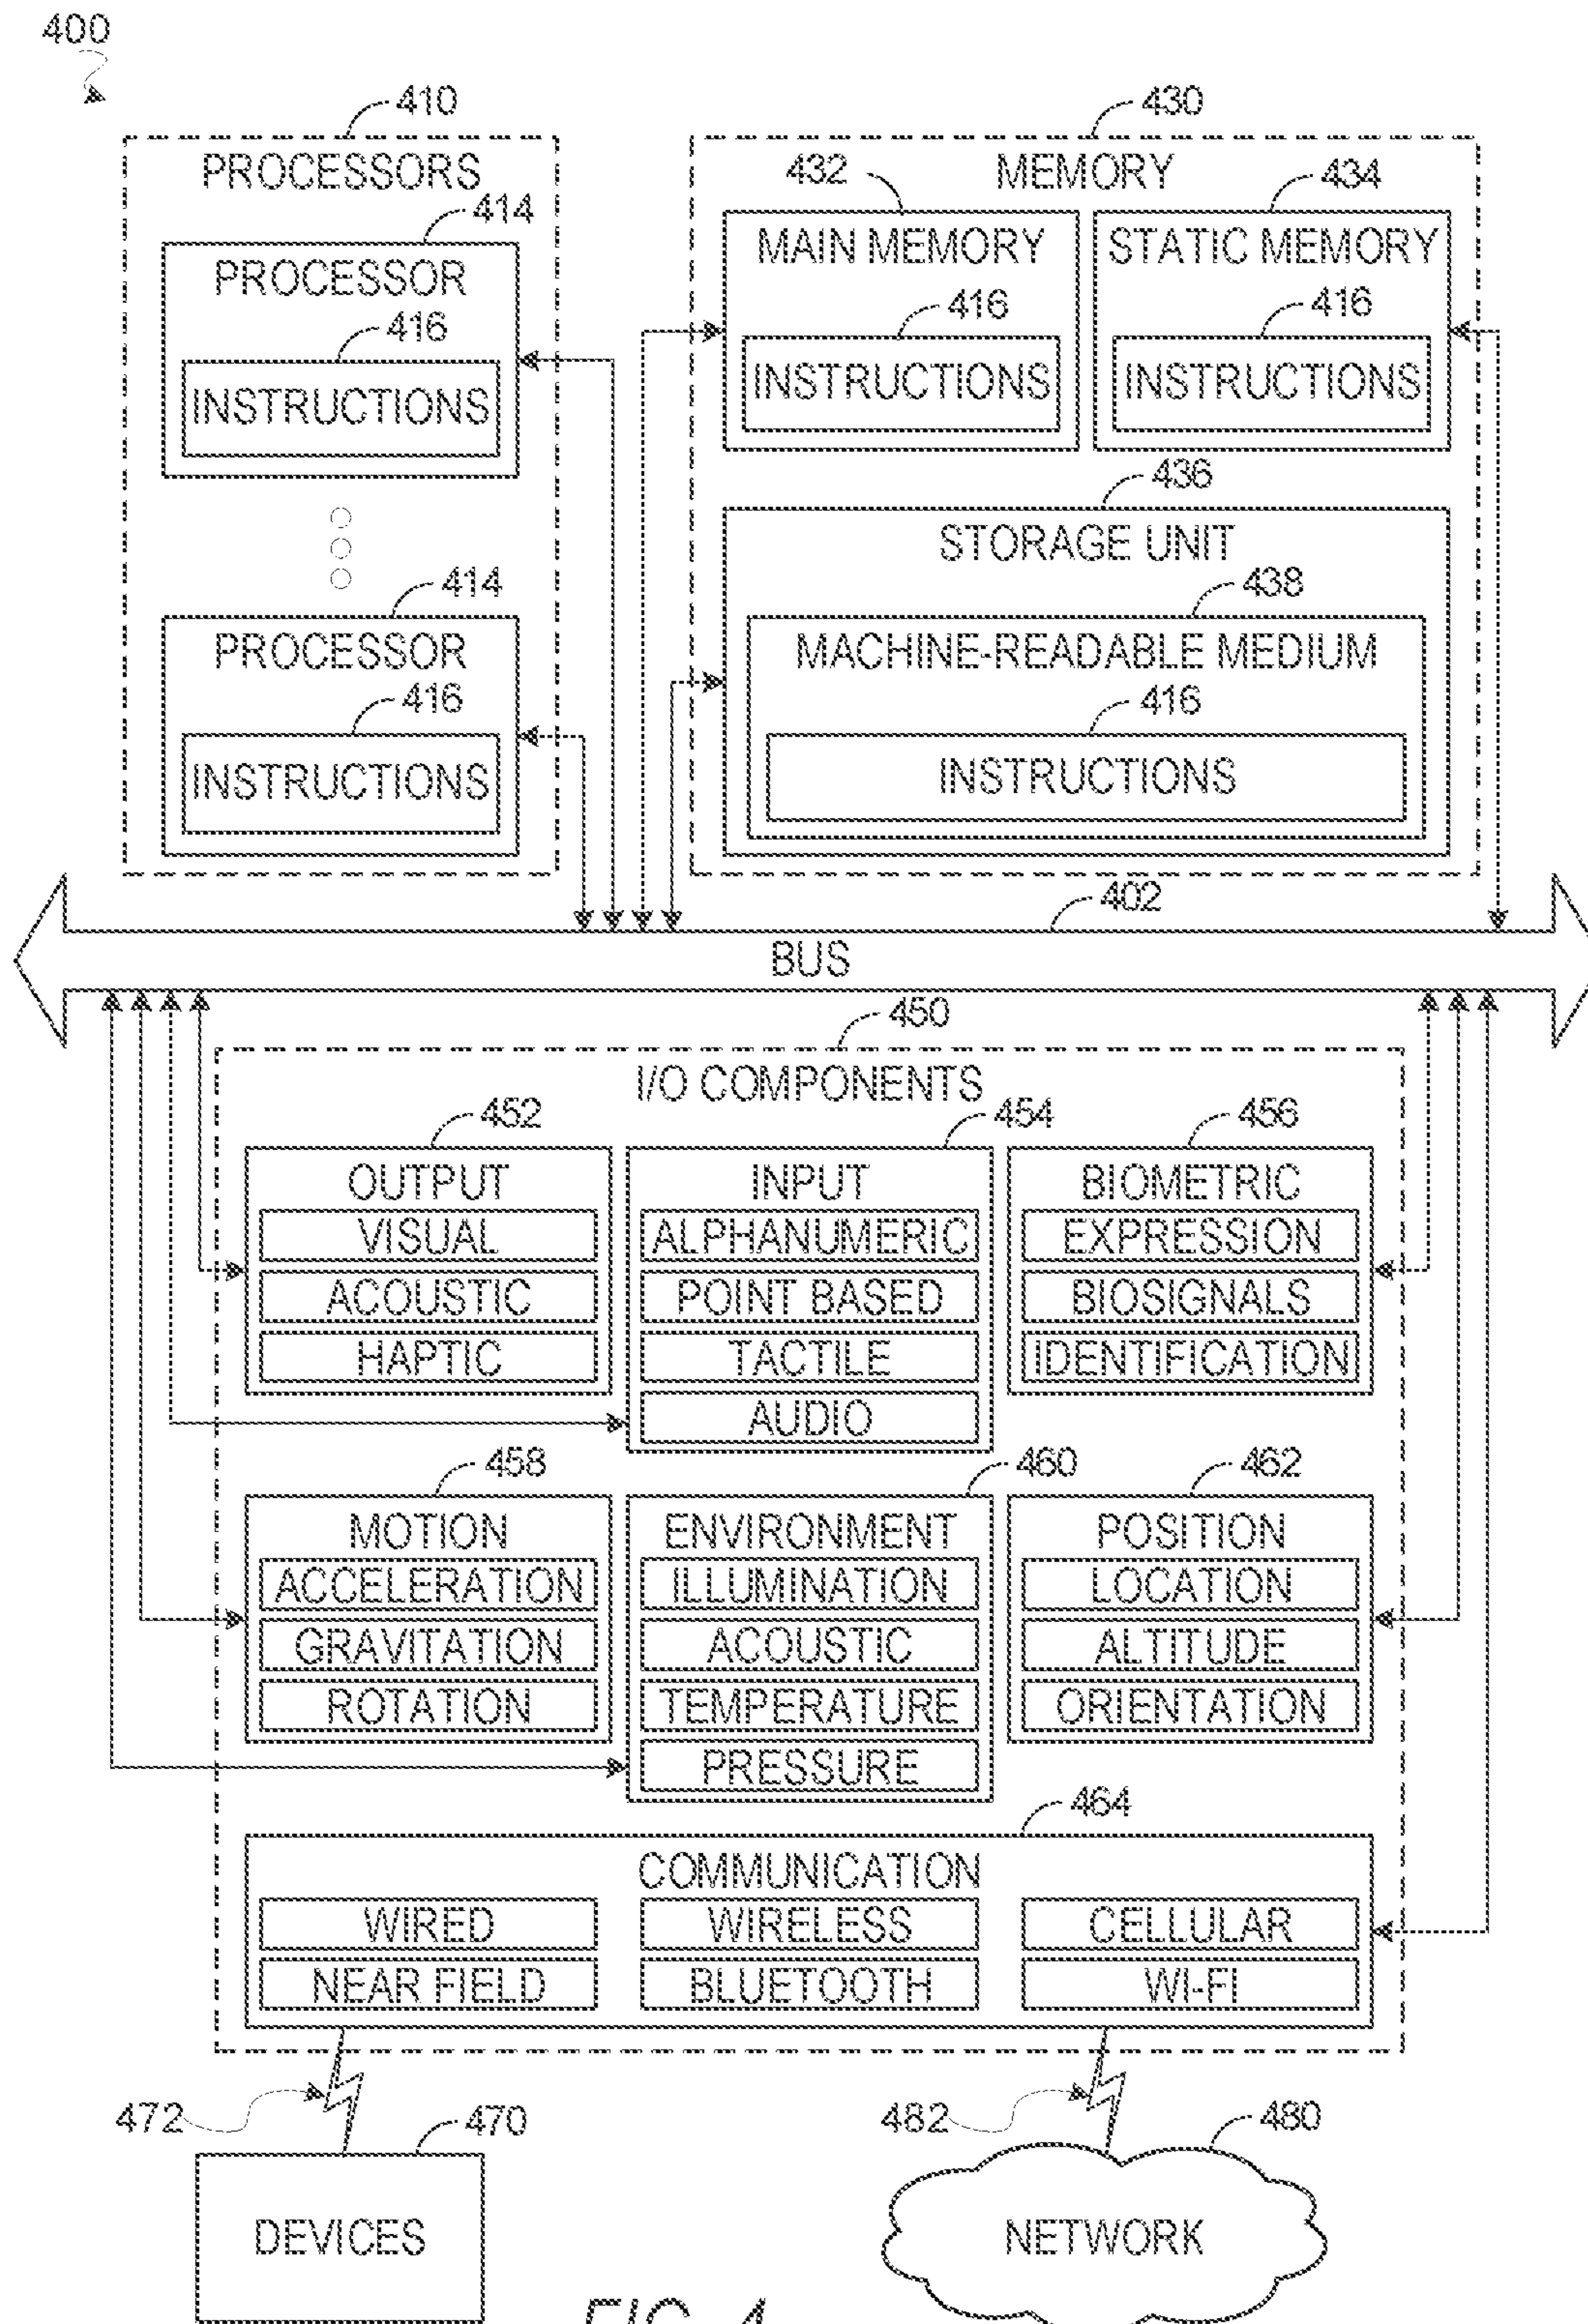 400
410
PROCESSORS
414
PROCESSOR
416
INSTRUCTIONS
414
PROCESSOR
416
INSTRUCTIONS
430
MEMORY
432
MAIN MEMORY
416
INSTRUCTIONS
434
STATIC MEMORY
416
INSTRUCTIONS
436
STORAGE UNIT
438
MACHINE-READABLE MEDIUM
416
INSTRUCTIONS
402
BUS
450
I/O COMPONENTS
452
OUTPUT
VISUAL
ACOUSTIC
HAPTIC
454
INPUT
ALPHANUMERIC
POINT BASED
TACTILE
AUDIO
456
BIOMETRIC
EXPRESSION
BIOSIGNALS
IDENTIFICATION
458
MOTION
ACCELERATION
GRAVITATION
ROTATION
460
ENVIRONMENT
ILLUMINATION
ACOUSTIC
TEMPERATURE
PRESSURE
462
POSITION
LOCATION
ALTITUDE
ORIENTATION
464
COMMUNICATION
WIRED
WIRELESS
CELLULAR
NEAR FIELD
BLUETOOTH
WI-FI
472
470
DEVICES
482
480
NETWORK
FIG. 4